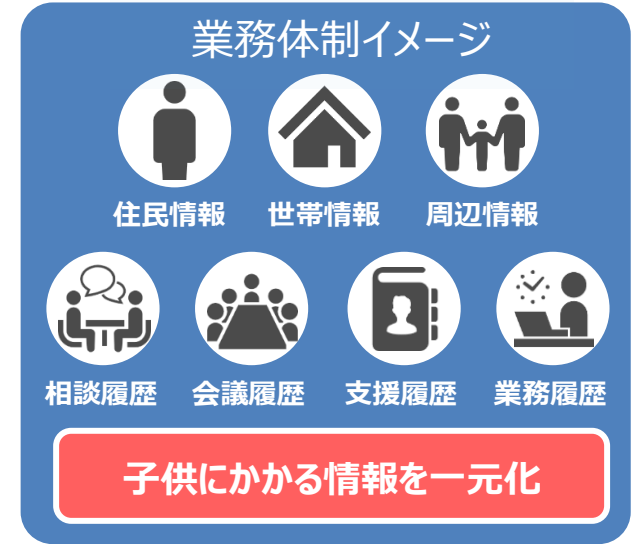 業務体制イメージ
住民情報 世帯情報 周辺情報
相談履歴 会議履歴 支援履歴 業務履歴
子供にかかる情報を一元化